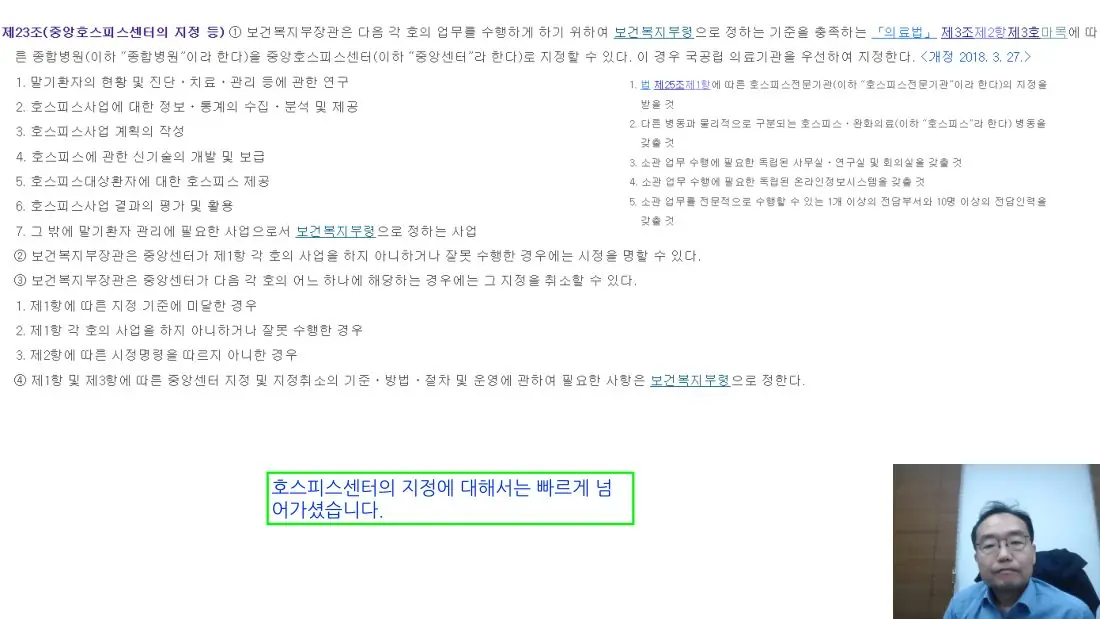 제23조(중앙호스피스센터의 지정 등) ① 보건복지부장관은 다음 각 호의 업무를 수행하게 하기 위하여 보건복지부령으로 정하는 기준을 충족하는 「의료법」 제3조제2항제3호마목에 따
른 종합병원(이하 “종합병원”이라 한다)을 중앙호스피스센터(이하 “중앙센터”라 한다)로 지정할 수 있다. 이 경우 국공립 의료기관을 우선하여 지정한다. <개정 2018. 3. 27.>
1. 말기환자의 현황 및 진단ㆍ치료ㆍ관리 등에 관한 연구
2. 호스피스사업에 대한 정보ㆍ통계의 수집ㆍ분석 및 제공
3. 호스피스사업 계획의 작성
4. 호스피스에 관한 신기술의 개발 및 보급
5. 호스피스대상환자에 대한 호스피스 제공
6. 호스피스사업 결과의 평가 및 활용
7. 그 밖에 말기환자 관리에 필요한 사업으로서 보건복지부령으로 정하는 사업
1. 법 제25조제1항에 따른 호스피스전문기관(이하 “호스피스전문기관”이라 한다)의 지정을
받을 것
2. 다른 병동과 물리적으로 구분되는 호스피스ㆍ완화의료(이하 “호스피스”라 한다) 병동을
갖출 것
3. 소관 업무 수행에 필요한 독립된 사무실ㆍ연구실 및 회의실을 갖출 것
4. 소관 업무 수행에 필요한 독립된 온라인정보시스템을 갖출 것
5. 소관 업무를 전문적으로 수행할 수 있는 1개 이상의 전담부서와 10명 이상의 전담인력을
갖출 것
② 보건복지부장관은 중앙센터가 제1항 각 호의 사업을 하지 아니하거나 잘못 수행한 경우에는 시정을 명할 수 있다.
③ 보건복지부장관은 중앙센터가 다음 각 호의 어느 하나에 해당하는 경우에는 그 지정을 취소할 수 있다.
1. 제1항에 따른 지정 기준에 미달한 경우
2. 제1항 각 호의 사업을 하지 아니하거나 잘못 수행한 경우
3. 제2항에 따른 시정명령을 따르지 아니한 경우
④ 제1항 및 제3항에 따른 중앙센터 지정 및 지정취소의 기준ㆍ방법ㆍ절차 및 운영에 관하여 필요한 사항은 보건복지부령으로 정한다.
호스피스센터의 지정에 대해서는 빠르게 넘
어가셨습니다.